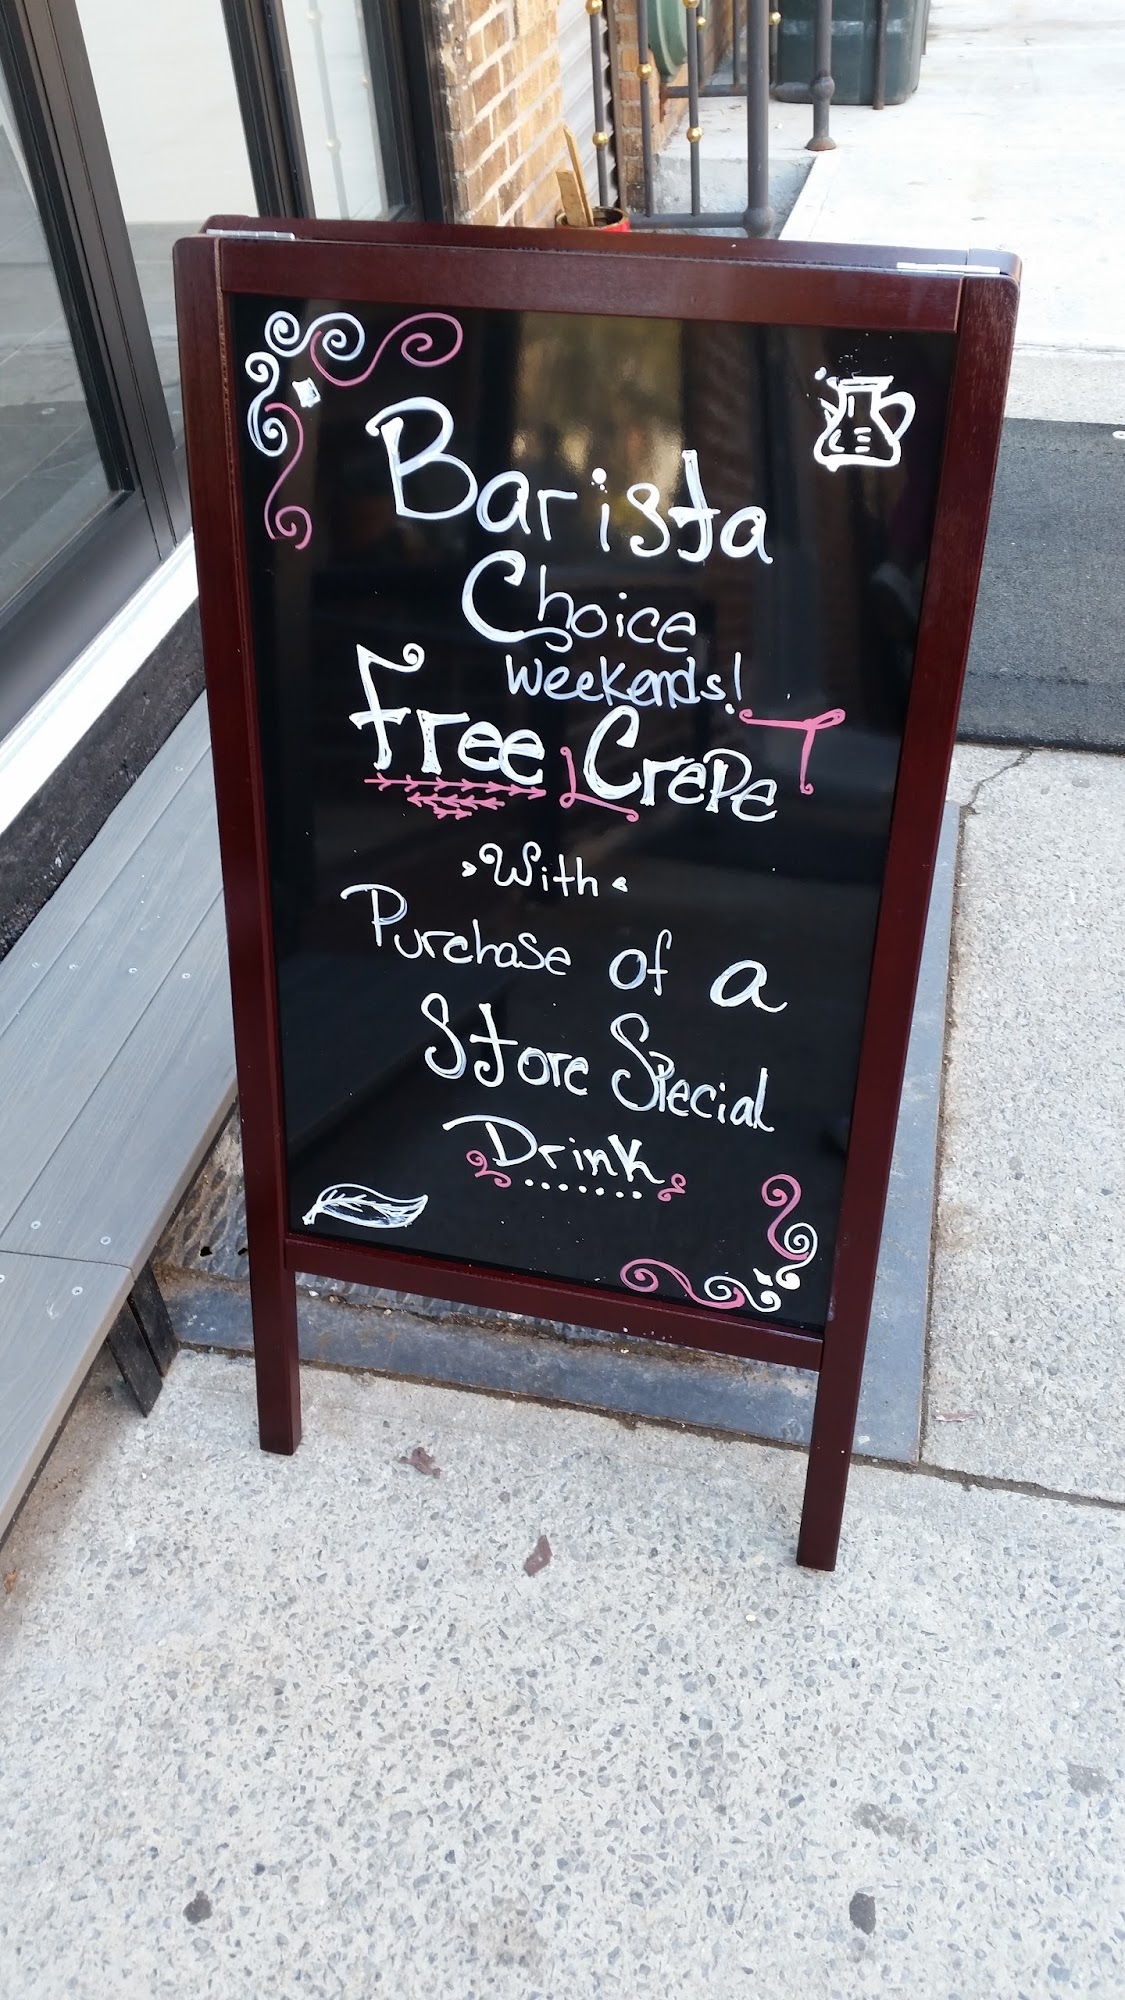 Barista
Choice
weekends!
Free Crepe
With
Purchase of a
Store Special
Drink